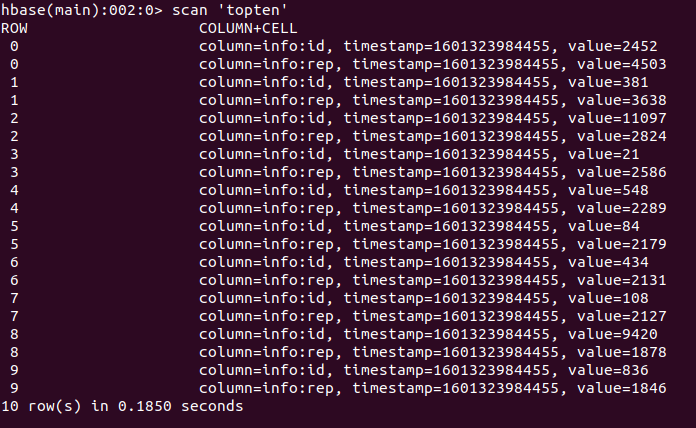 hbase(main):002:0> scan 'topten'
ROW COLUMN+CELL
0 column=info:id, timestamp=1601323984455, value=2452
0 column=info:rep, timestamp=1601323984455, value=4503
1 column=info:id, timestamp=1601323984455, value=381
1 column=info:rep, timestamp=1601323984455, value=3638
2 column=info:id, timestamp=1601323984455, value=11097
2 column=info:rep, timestamp=1601323984455, value=2824
3 column=info:id, timestamp=1601323984455, value=21
3 column=info:rep, timestamp=1601323984455, value=2586
4 column=info:id, timestamp=1601323984455, value=548
4 column=info:rep, timestamp=1601323984455, value=2289
5 column=info:id, timestamp=1601323984455, value=84
5 column=info:rep, timestamp=1601323984455, value=2179
6 column=info:id, timestamp=1601323984455, value=434
6 column=info:rep, timestamp=1601323984455, value=2131
7 column=info:id, timestamp=1601323984455, value=108
7 column=info:rep, timestamp=1601323984455, value=2127
8 column=info:id, timestamp=1601323984455, value=9420
8 column=info:rep, timestamp=1601323984455, value=1878
9 column=info:id, timestamp=1601323984455, value=836
9 column=info:rep, timestamp=1601323984455, value=1846
10 row(s) in 0.1850 seconds